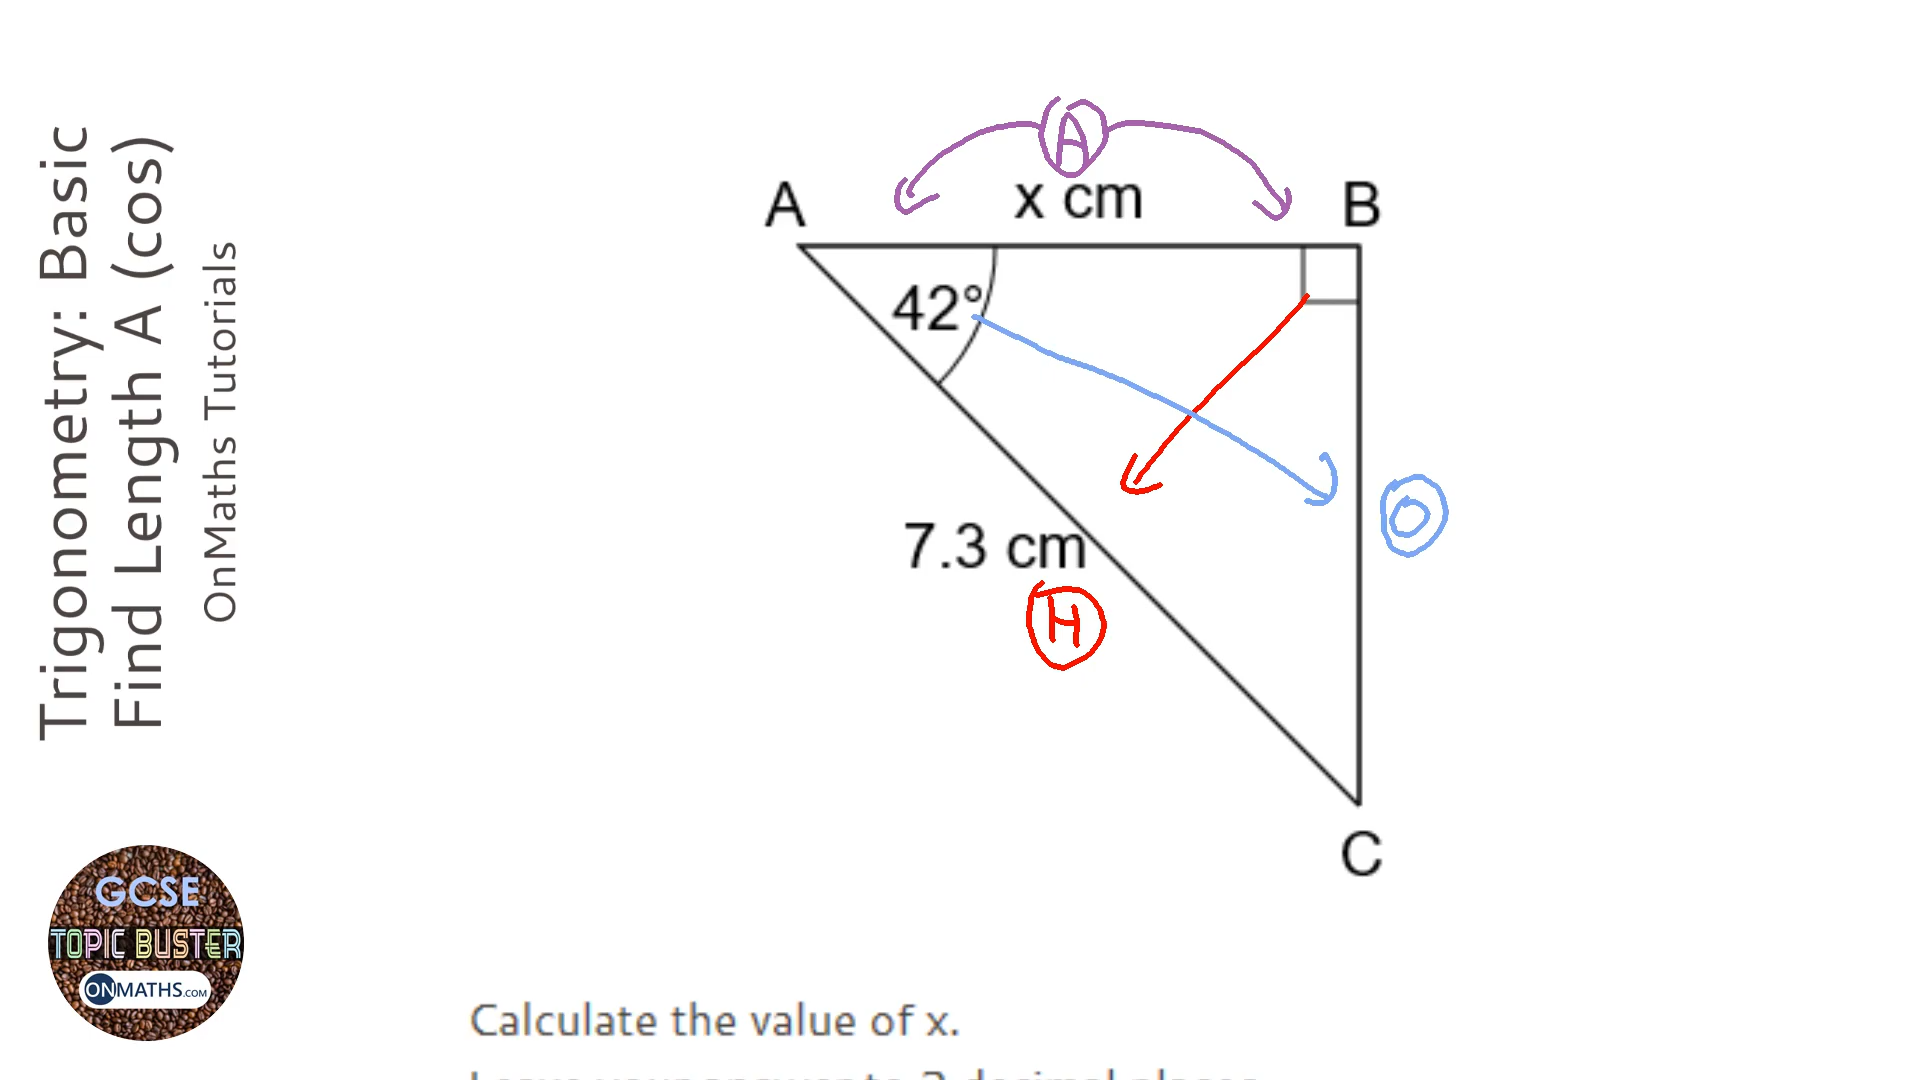 Trigonometry: Basic
Find Length A (cos)
OnMaths Tutorials
A
A
x cm
B
42°
O
7.3 cm
H
C
GCSE
TOPIC BUSTER
ONMATHS.COM
Calculate the value of x.